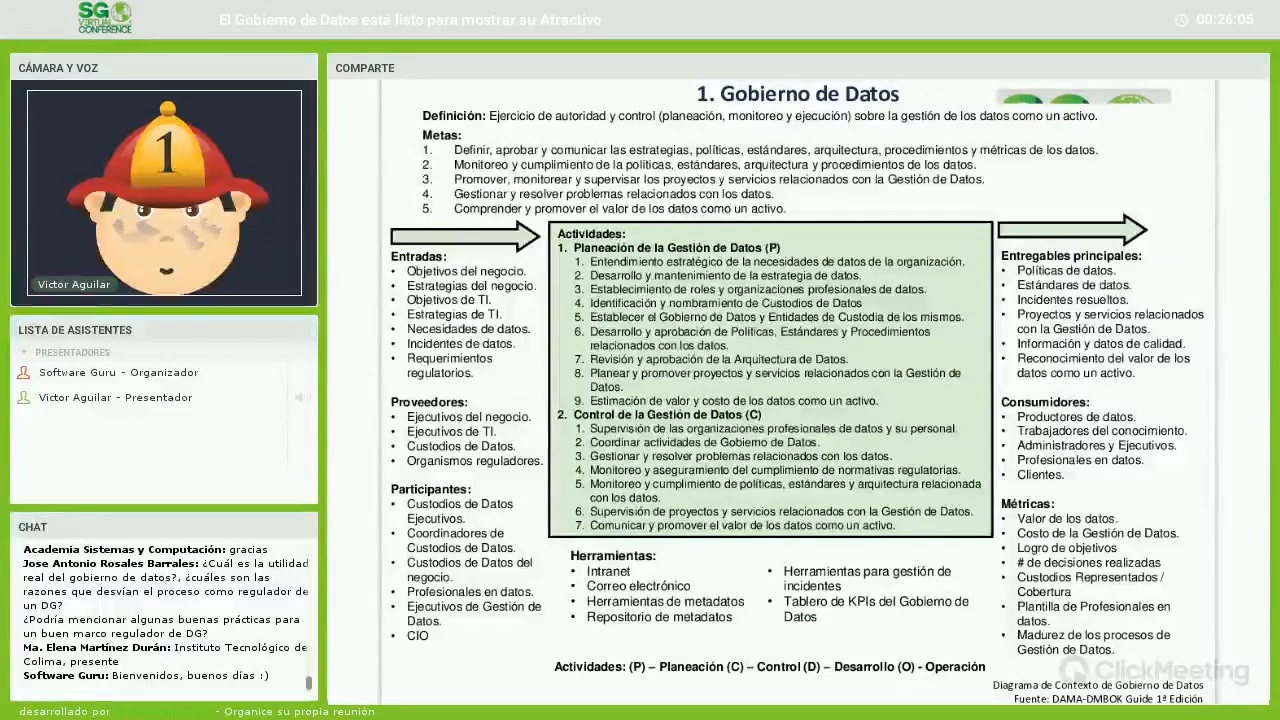 SG
VIRTUAL
CONFERENCE
El Gobierno de Datos está listo para mostrar su Atractivo
00:26:05
CÁMARA Y VOZ
1
Victor Aguilar
LISTA DE ASISTENTES
PRESENTADORES
Software Guru - Organizador
Victor Aguilar - Presentador
CHAT
Academia Sistemas y Computación: gracias
Jose Antonio Rosales Barrales: ¿Cuál es la utilidad
real del gobierno de datos?, ¿cuáles son las
razones que desvían el proceso como regulador de
un DG?
¿Podría mencionar algunas buenas prácticas para
un buen marco regulador de DG?
Ma. Elena Martínez Durán: Instituto Tecnológico de
Colima, presente
Software Guru: Bienvenidos, buenos días :)
desarrollado por
- Organice su propia reunión
COMPARTE
1. Gobierno de Datos
Definición: Ejercicio de autoridad y control (planeación, monitoreo y ejecución) sobre la gestión de los datos como un activo.
Metas:
1. Definir, aprobar y comunicar las estrategias, políticas, estándares, arquitectura, procedimientos y métricas de los datos.
2. Monitoreo y cumplimiento de la políticas, estándares, arquitectura y procedimientos de los datos.
3. Promover, monitorear y supervisar los proyectos y servicios relacionados con la Gestión de Datos.
4. Gestionar y resolver problemas relacionados con los datos.
5. Comprender y promover el valor de los datos como un activo.
Entradas:
• Objetivos del negocio.
• Estrategias del negocio.
• Objetivos de TI.
• Estrategias de TI.
• Necesidades de datos.
• Incidentes de datos.
• Requerimientos
regulatorios.
Proveedores:
• Ejecutivos del negocio.
• Ejecutivos de TI.
• Custodios de Datos.
• Organismos reguladores.
Participantes:
• Custodios de Datos
Ejecutivos.
• Coordinadores de
Custodios de Datos.
• Custodios de Datos del
negocio.
• Profesionales en datos.
• Ejecutivos de Gestión de
Datos.
• CIO
Actividades:
1. Planeación de la Gestión de Datos (P)
1. Entendimiento estratégico de la necesidades de datos de la organización.
2. Desarrollo y mantenimiento de la estrategia de datos.
3. Establecimiento de roles y organizaciones profesionales de datos.
4. Identificación y nombramiento de Custodios de Datos
5. Establecer el Gobierno de Datos y Entidades de Custodia de los mismos.
6. Desarrollo y aprobación de Políticas, Estándares y Procedimientos
relacionados con los datos.
7. Revisión y aprobación de la Arquitectura de Datos.
8. Planear y promover proyectos y servicios relacionados con la Gestión de
Datos.
9. Estimación de valor y costo de los datos como un activo.
2. Control de la Gestión de Datos (C)
1. Supervisión de las organizaciones profesionales de datos y su personal.
2. Coordinar actividades de Gobierno de Datos.
3. Gestionar y resolver problemas relacionados con los datos.
4. Monitoreo y aseguramiento del cumplimiento de normativas regulatorias.
5. Monitoreo y cumplimiento de políticas, estándares y arquitectura relacionada
con los datos.
6. Supervisión de proyectos y servicios relacionados con la Gestión de Datos.
7. Comunicar y promover el valor de los datos como un activo.
Herramientas:
• Intranet
• Correo electrónico
• Herramientas de metadatos
• Repositorio de metadatos
• Herramientas para gestión de
incidentes
• Tablero de KPIs del Gobierno de
Datos
Entregables principales:
• Políticas de datos.
• Estándares de datos.
• Incidentes resueltos.
• Proyectos y servicios relacionados
con la Gestión de Datos.
• Información y datos de calidad.
• Reconocimiento del valor de los
datos como un activo.
Consumidores:
• Productores de datos.
• Trabajadores del conocimiento.
• Administradores y Ejecutivos.
• Profesionales en datos.
• Clientes.
Métricas:
• Valor de los datos.
• Costo de la Gestión de Datos.
• Logro de objetivos
• # de decisiones realizadas
• Custodios Representados /
Cobertura
• Plantilla de Profesionales en
datos.
• Madurez de los procesos de
Gestión de Datos.
Actividades: (P) – Planeación (C) – Control (D) – Desarrollo (O) - Operación
ClickMeeting
Diagrama de Contexto de Gobierno de Datos
Fuente: DAMA-DMBOK Guide 1ª Edición